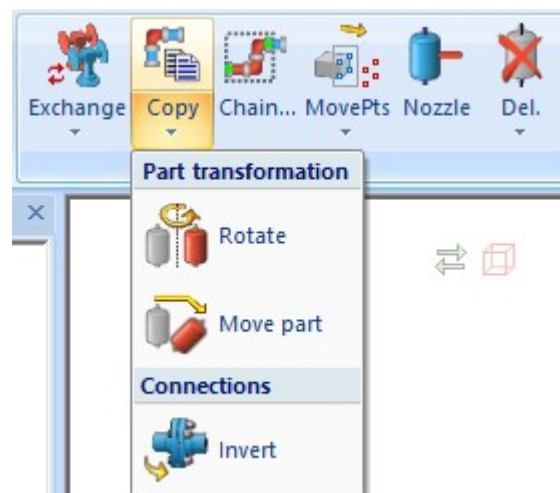 Exchange Copy Chain... MovePts Nozzle Del.
Part transformation
Rotate
Move part
Connections
Invert